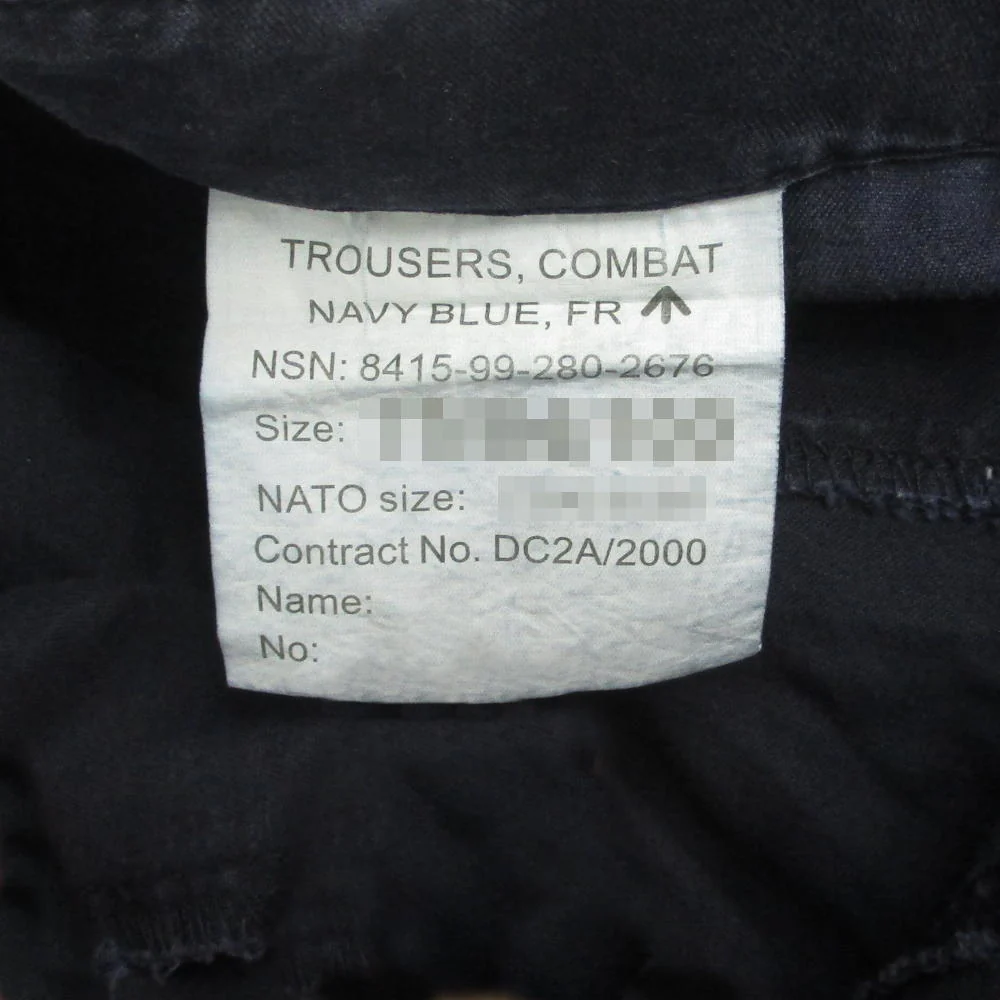 TROUSERS, COMBAT
NAVY BLUE, FR
NSN: 8415-99-280-2676
Size:
NATO size:
Contract No. DC2A/2000
Name:
No: